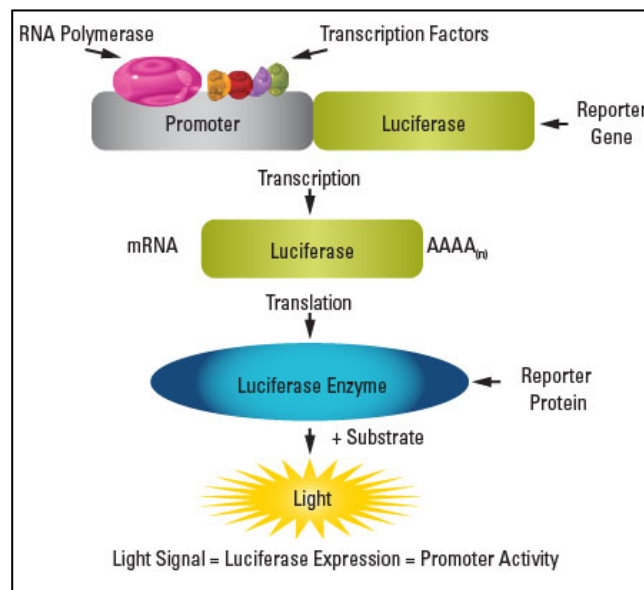 RNA Polymerase
Transcription Factors
Promoter
Luciferase
Reporter
Gene
Transcription
mRNA
Luciferase
AAAA(n)
Translation
Luciferase Enzyme
Reporter
Protein
+ Substrate
Light
Light Signal = Luciferase Expression = Promoter Activity